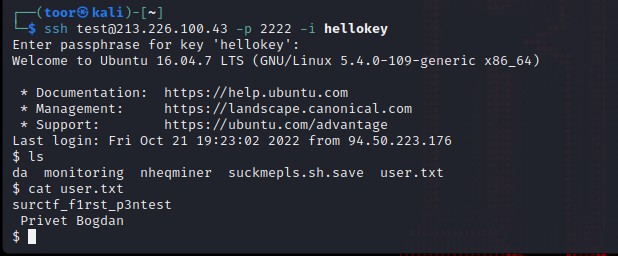 ┌──(toor㉿kali)-[~]
└─$ ssh test@213.226.100.43 -p 2222 -i hellokey
Enter passphrase for key 'hellokey':
Welcome to Ubuntu 16.04.7 LTS (GNU/Linux 5.4.0-109-generic x86_64)

 * Documentation:  https://help.ubuntu.com
 * Management:     https://landscape.canonical.com
 * Support:        https://ubuntu.com/advantage
Last login: Fri Oct 21 19:23:02 2022 from 94.50.223.176
$ ls
da  monitoring  nheqminer  suckmepls.sh.save  user.txt
$ cat user.txt
surctf_f1rst_p3ntest
 Privet Bogdan
$